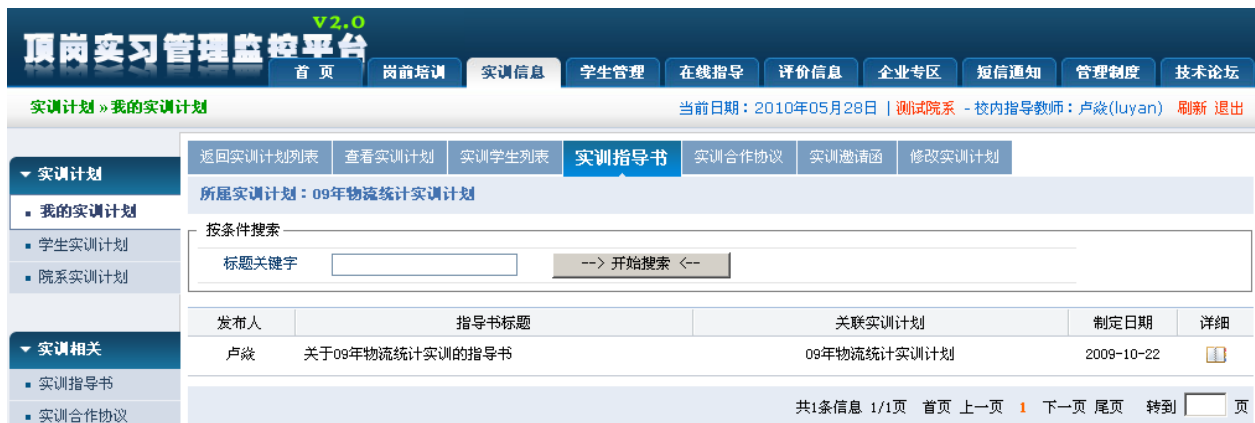 V2.0
顶岗实习管理监控平台
首 页 岗前培训 实训信息 学生管理 在线指导 评价信息 企业专区 短信通知 管理制度 技术论坛
实训计划 » 我的实训计划 当前日期：2010年05月28日 | 测试院系 - 校内指导教师：卢焱(luyan) 刷新 退出
返回实训计划列表 查看实训计划 实训学生列表 实训指导书 实训合作协议 实训邀请函 修改实训计划
实训计划
所属实训计划：09年物流统计实训计划
我的实训计划
按条件搜索
学生实训计划
标题关键字 --> 开始搜索 <--
院系实训计划
发布人 指导书标题 关联实训计划 制定日期 详细
实训相关
卢焱 关于09年物流统计实训的指导书 09年物流统计实训计划 2009-10-22
实训指导书
共1条信息 1/1页 首页 上一页 1 下一页 尾页 转到 页
实训合作协议